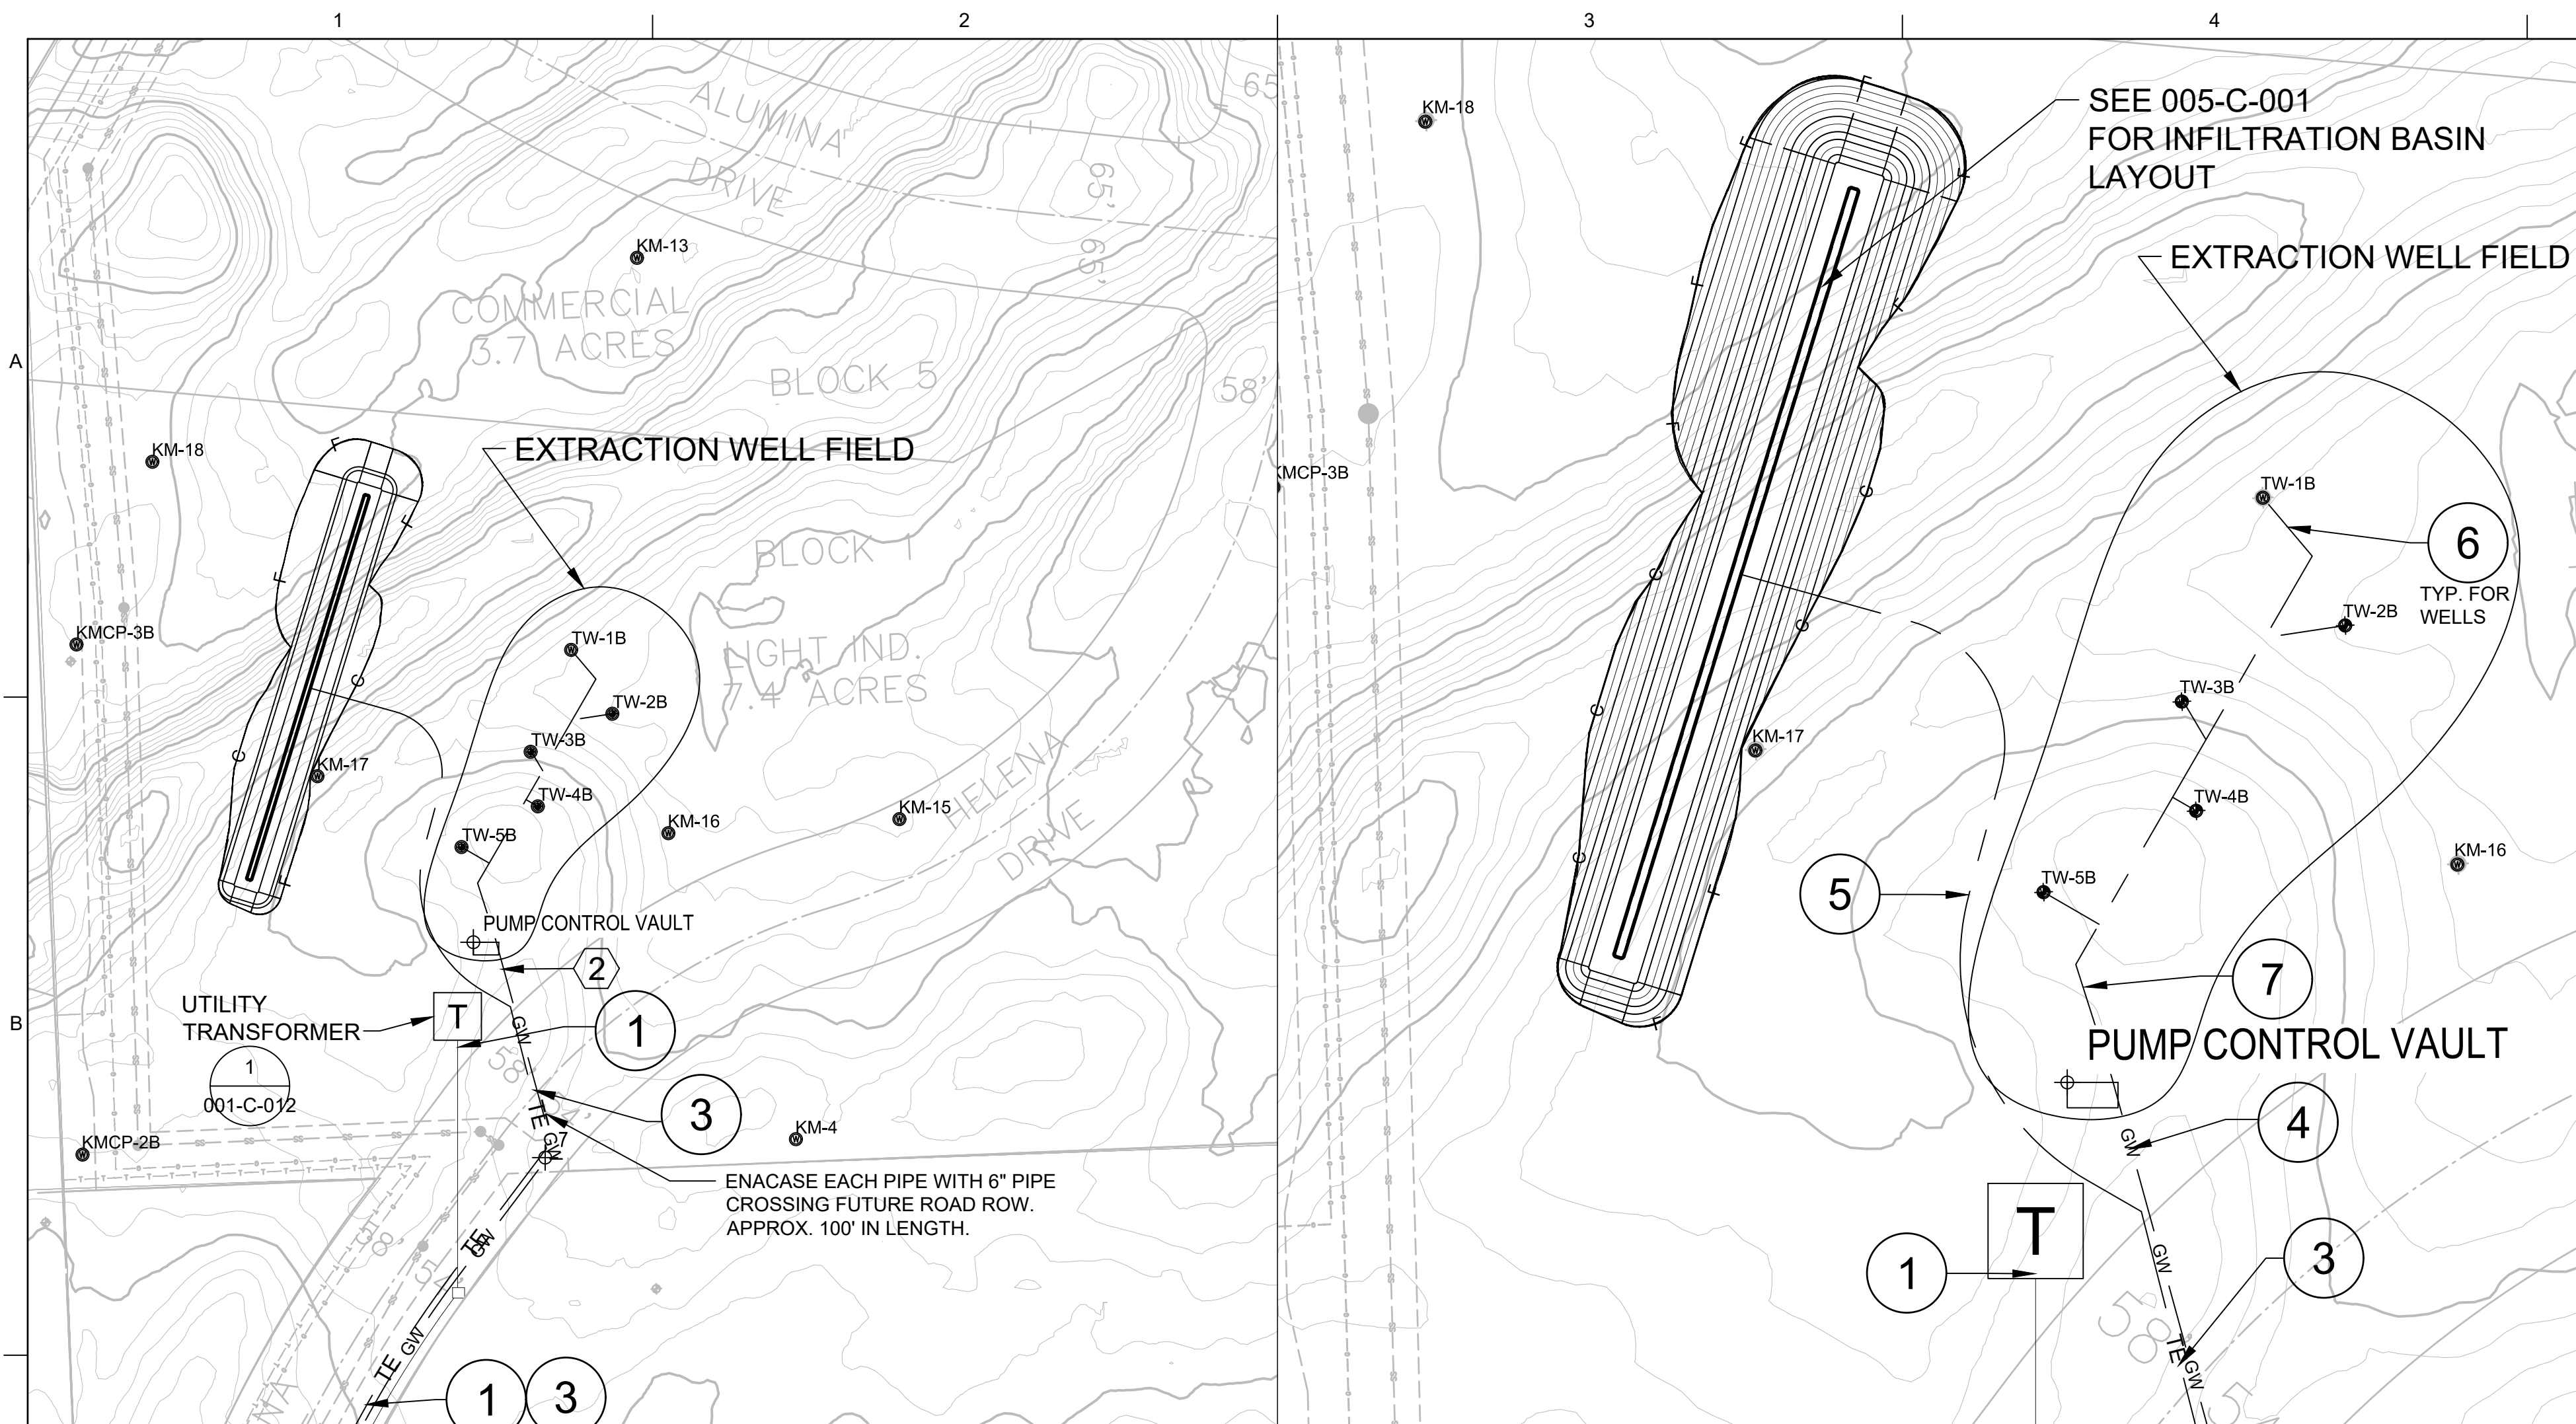 1
2
3
4
A
B
ALUMINA
DRIVE
65'
65'
65
KM-13
COMMERCIAL
3.7 ACRES
BLOCK 5
58'
KM-18
EXTRACTION WELL FIELD
BLOCK 1
LIGHT IND.
7.4 ACRES
KMCP-3B
TW-1B
TW-2B
TW-3B
TW-4B
TW-5B
KM-17
KM-16
KM-15
HELENA
DRIVE
PUMP CONTROL VAULT
2
UTILITY
TRANSFORMER
T
1
1
001-C-012
GW
58
3
TE
GW
7
KMCP-2B
KM-4
ENACASE EACH PIPE WITH 6" PIPE
CROSSING FUTURE ROAD ROW.
APPROX. 100' IN LENGTH.
TE
GW
58'
TE
GW
1
3
KM-18
SEE 005-C-001
FOR INFILTRATION BASIN
LAYOUT
EXTRACTION WELL FIELD
KMCP-3B
F
F
F
F
F
F
C
C
C
C
C
C
F
F
TW-1B
6
TYP. FOR
WELLS
TW-2B
TW-3B
KM-17
TW-4B
KM-16
TW-5B
5
7
PUMP CONTROL VAULT
4
GW
T
1
GW
3
58'
TE
GW